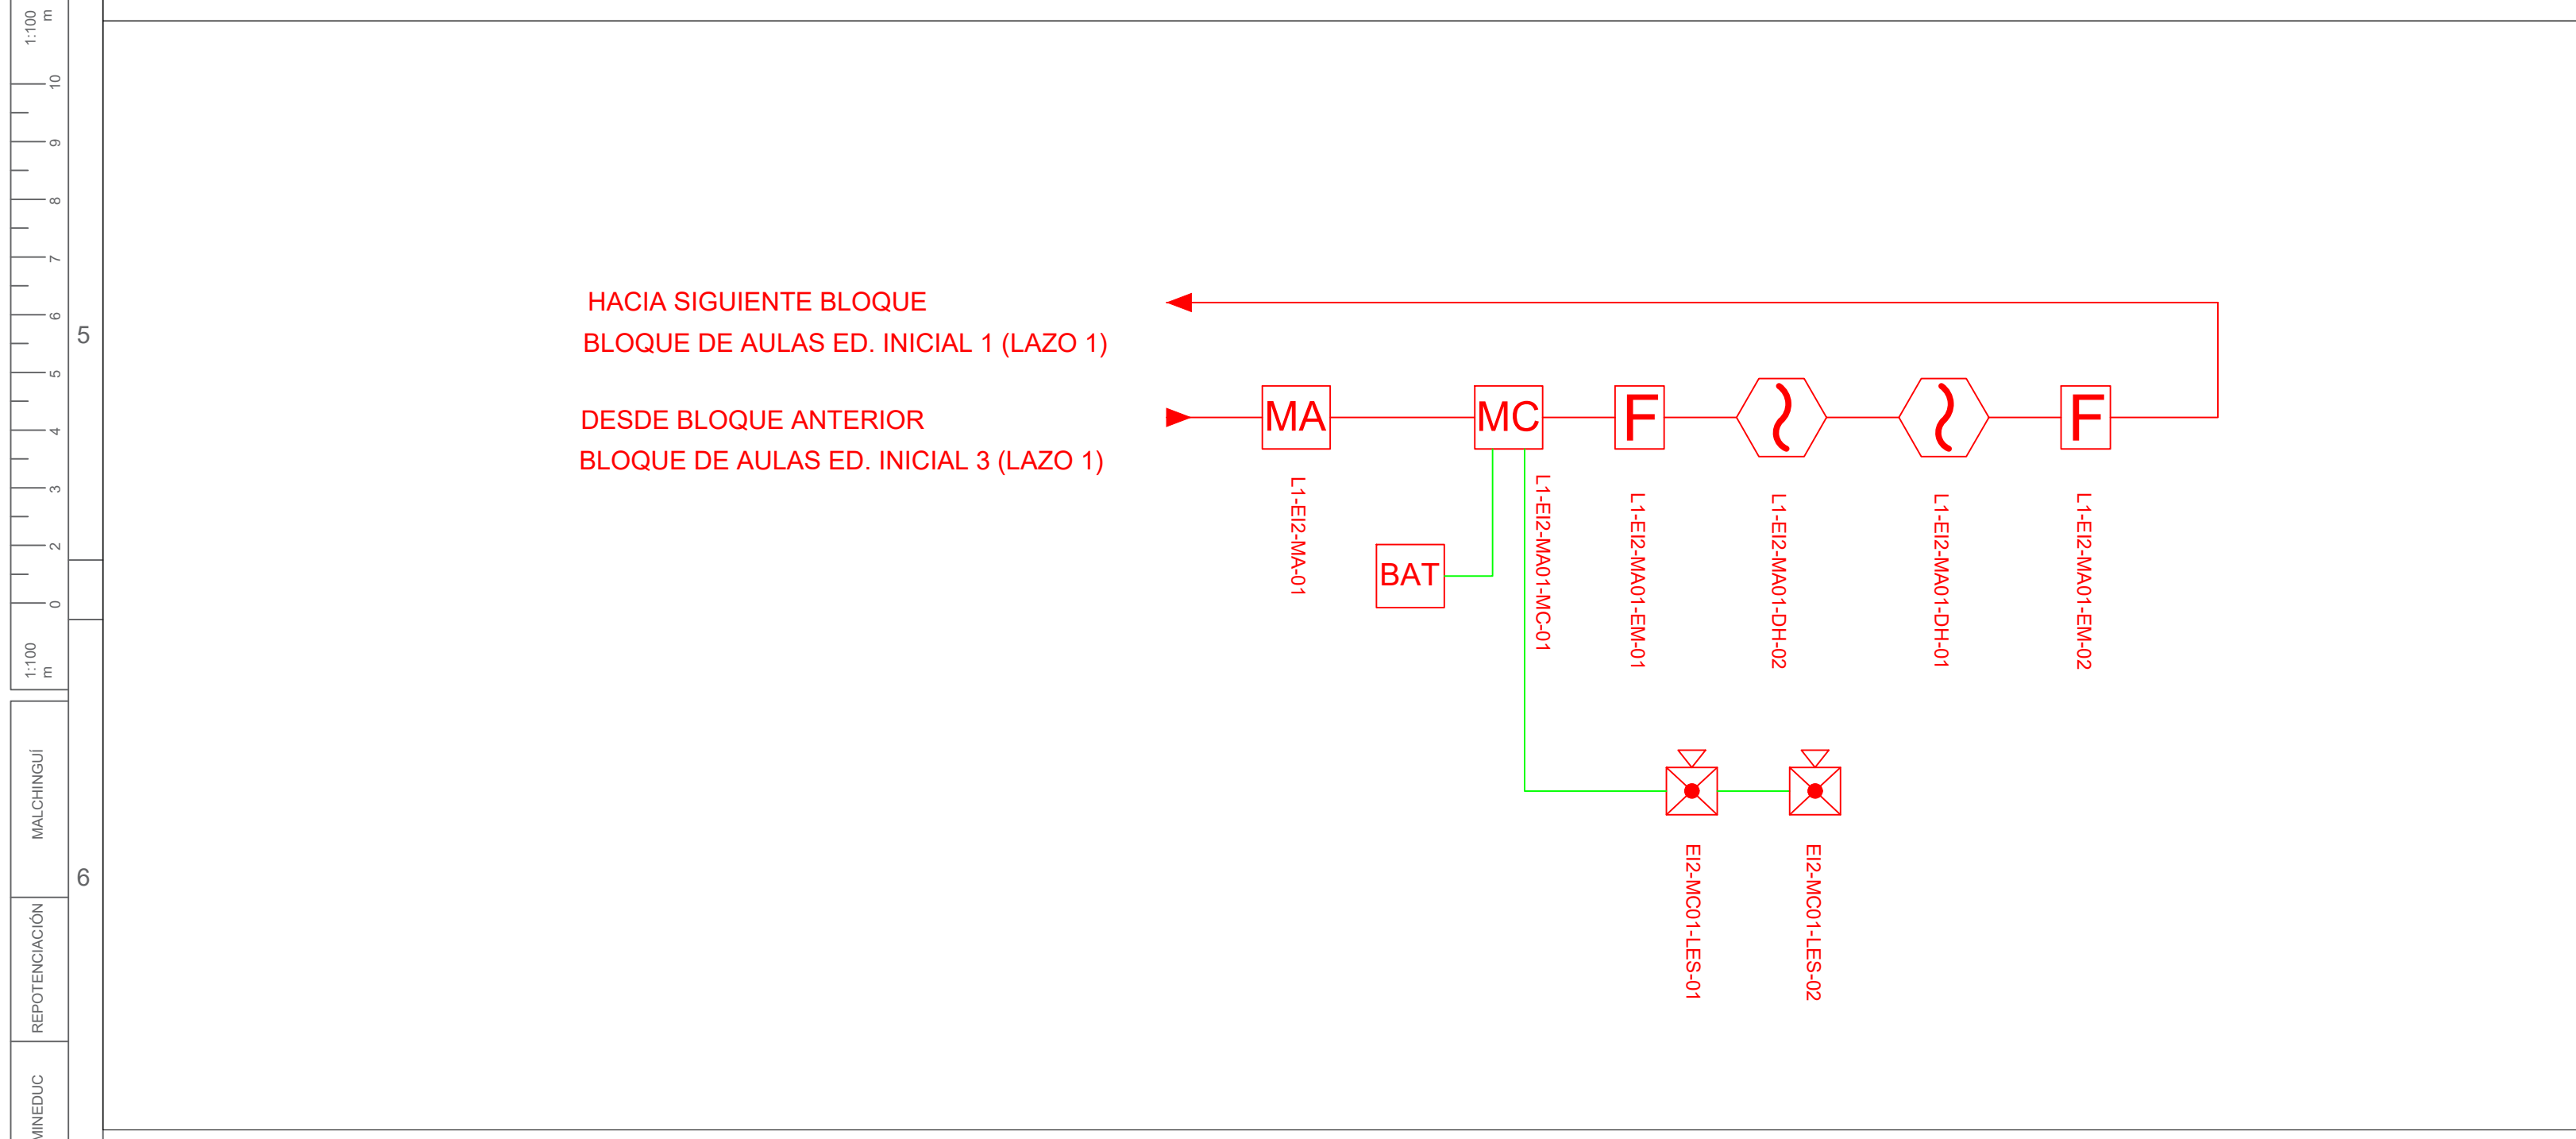 1:100
m
10
9
8
7
6
5
4
3
2
0
1:100
m
MALCHINGUÍ
REPOTENCIACIÓN
MINEDUC
5
6
HACIA SIGUIENTE BLOQUE
BLOQUE DE AULAS ED. INICIAL 1 (LAZO 1)
DESDE BLOQUE ANTERIOR
BLOQUE DE AULAS ED. INICIAL 3 (LAZO 1)
MA
MC
F
F
BAT
L1-EI2-MA-01
L1-EI2-MA01-MC-01
L1-EI2-MA01-EM-01
L1-EI2-MA01-DH-02
L1-EI2-MA01-DH-01
L1-EI2-MA01-EM-02
EI2-MC01-LES-01
EI2-MC01-LES-02